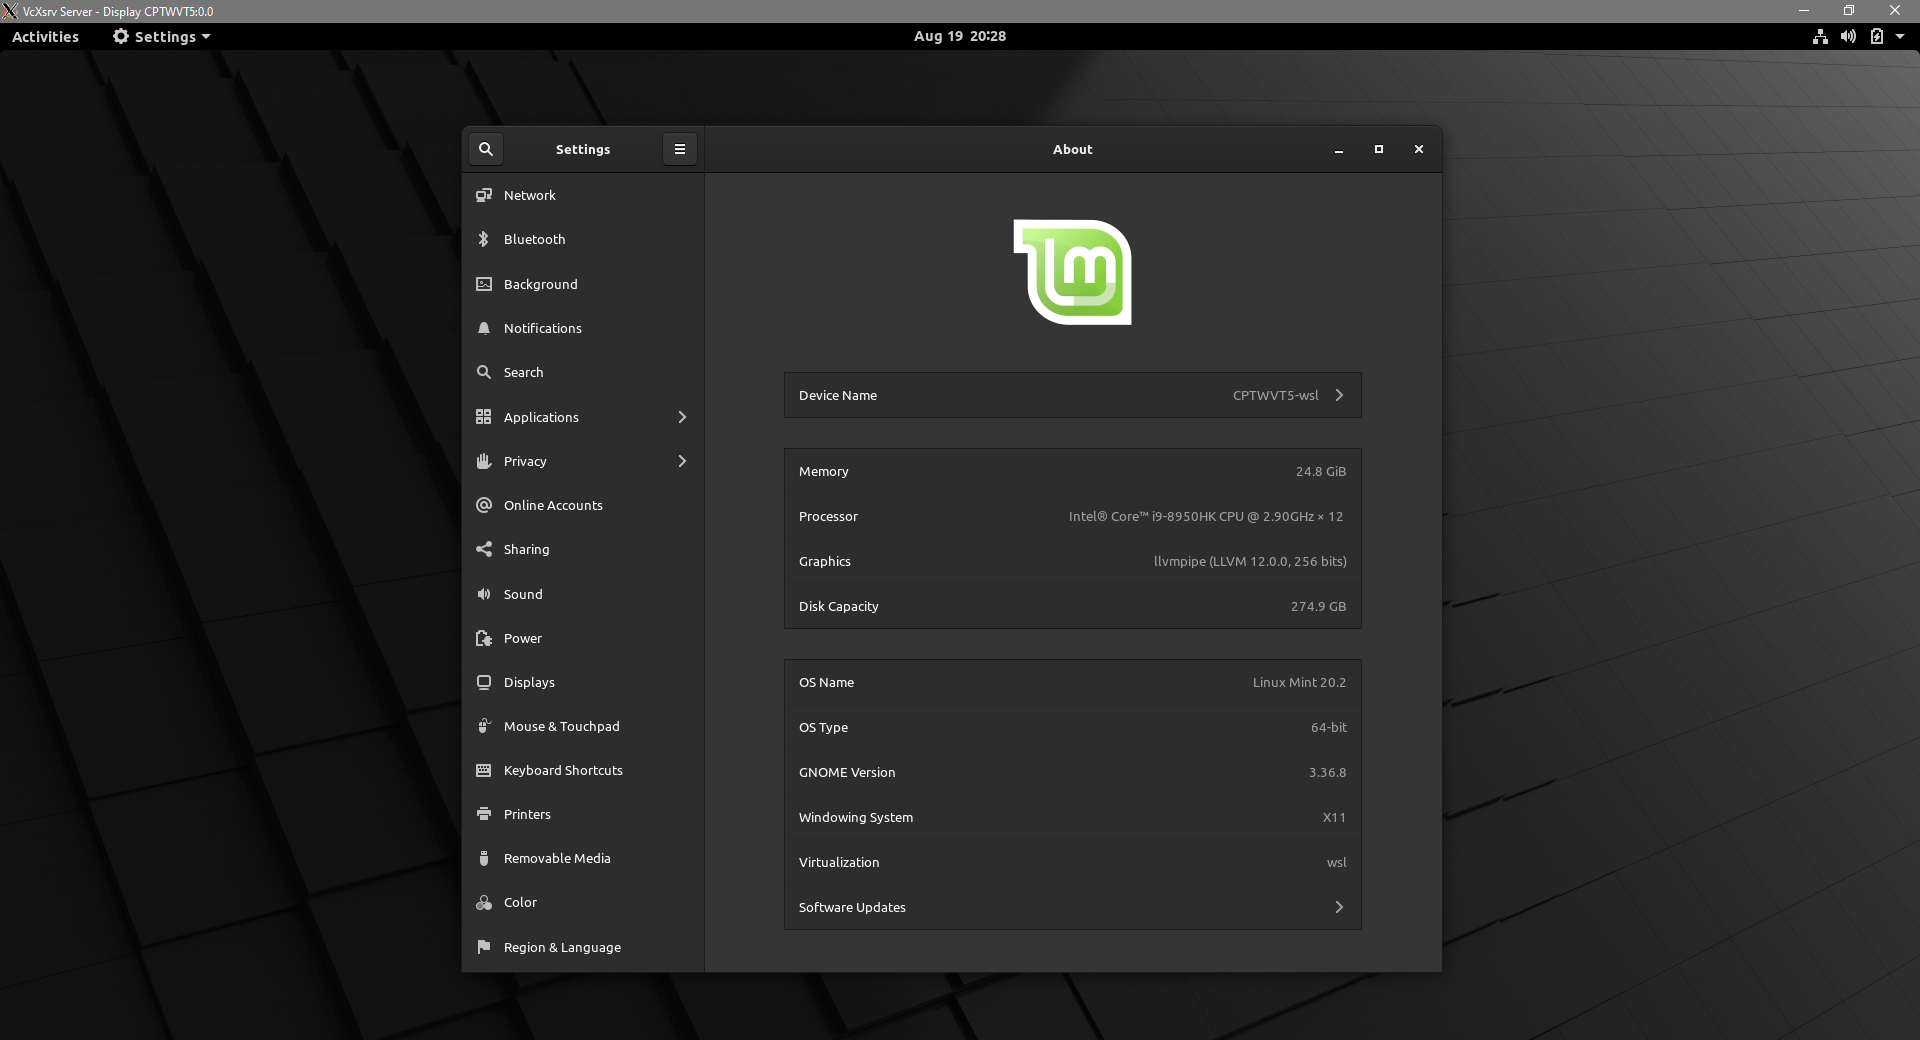 VcXsrv Server - Display CPTWVT5:0.0
Activities
Settings
Aug 19 20:28
Settings
About
Network
Bluetooth
Background
Notifications
Search
Applications
Privacy
Online Accounts
Sharing
Sound
Power
Displays
Mouse & Touchpad
Keyboard Shortcuts
Printers
Removable Media
Color
Region & Language
lm
Device Name CPTWVT5-wsl
Memory 24.8 GiB
Processor Intel® Core™ i9-8950HK CPU @ 2.90GHz × 12
Graphics llvmpipe (LLVM 12.0.0, 256 bits)
Disk Capacity 274.9 GB
OS Name Linux Mint 20.2
OS Type 64-bit
GNOME Version 3.36.8
Windowing System X11
Virtualization wsl
Software Updates